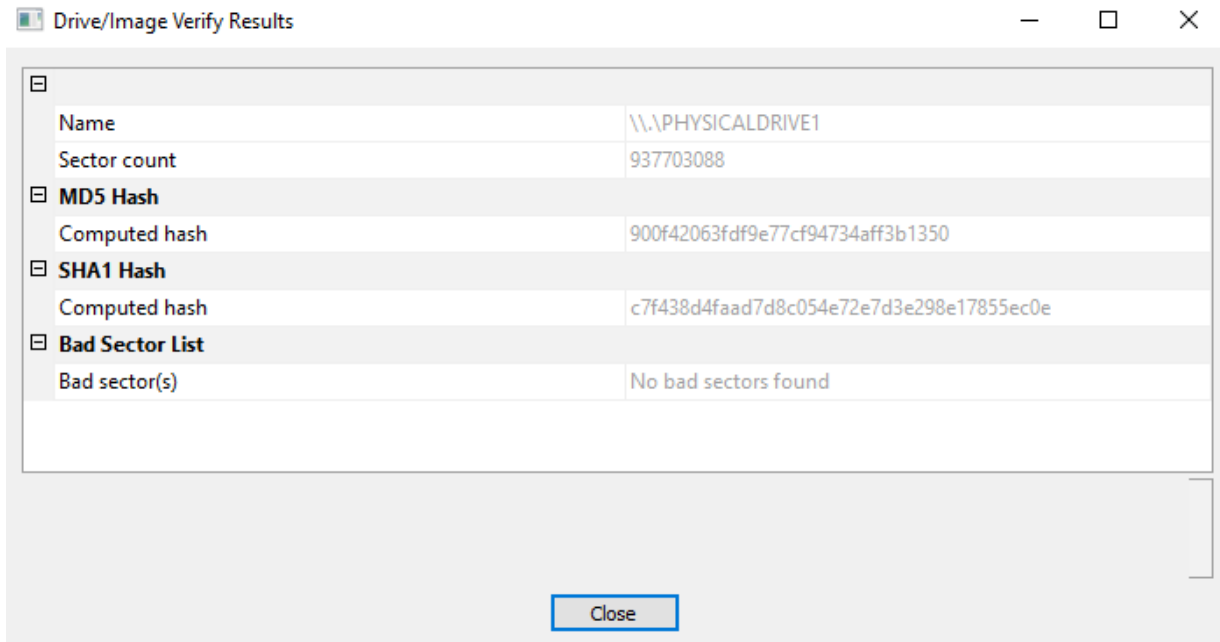 Drive/Image Verify Results
Name \\.\PHYSICALDRIVE1
Sector count 937703088
MD5 Hash
Computed hash 900f42063fdf9e77cf94734aff3b1350
SHA1 Hash
Computed hash c7f438d4faad7d8c054e72e7d3e298e17855ec0e
Bad Sector List
Bad sector(s) No bad sectors found
Close